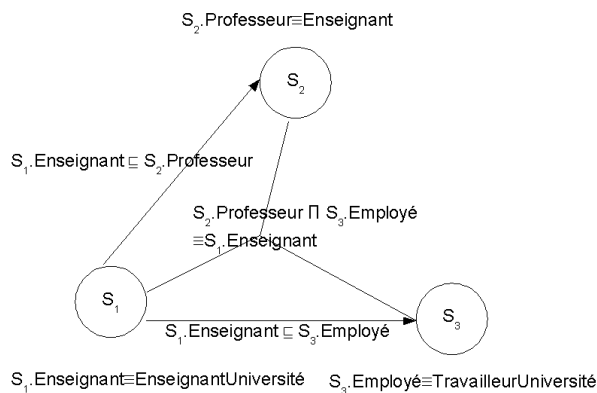 S₂.Professeur≡Enseignant
S₂
S₁.Enseignant ⊑ S₂.Professeur
S₂.Professeur Π S₃.Employé
≡S₁.Enseignant
S₁
S₃
S₁.Enseignant ⊑ S₃.Employé
S₁.Enseignant≡EnseignantUniversité
S₃.Employé≡TravailleurUniversité